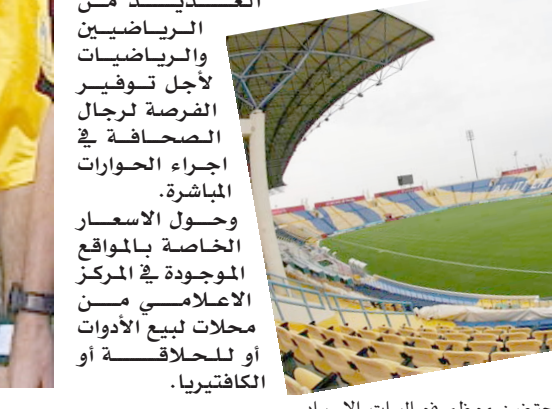 العديد من
الرياضيين
والرياضيات
لأجل توفير
الفرصة لرجال
الصحافة في
اجراء الحوارات
المباشرة.
وحول الاسعار
الخاصة بالمواقع
الموجودة في المركز
الاعلامي من
محلات لبيع الأدوات
أو للحلاقة أو
الكافتيريا.